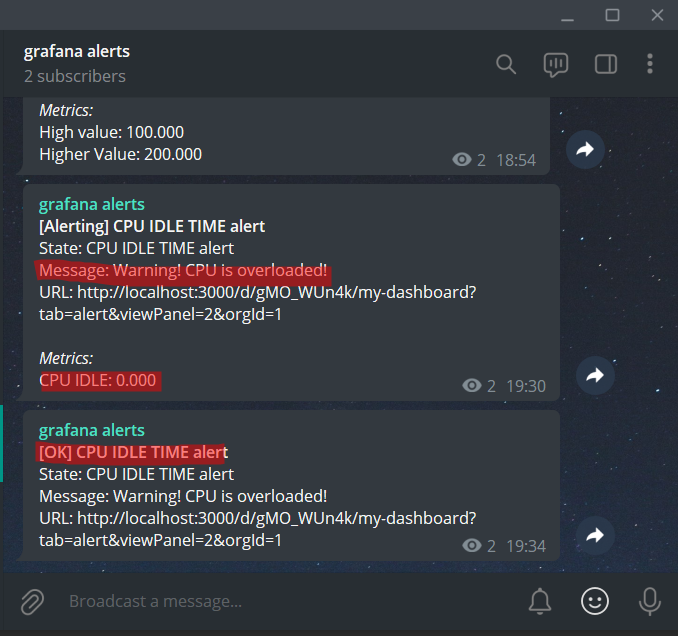 grafana alerts
2 subscribers
Metrics:
High value: 100.000
Higher Value: 200.000
2 18:54
grafana alerts
[Alerting] CPU IDLE TIME alert
State: CPU IDLE TIME alert
Message: Warning! CPU is overloaded!
URL: http://localhost:3000/d/gMO_WUn4k/my-dashboard?
tab=alert&viewPanel=2&orgId=1
Metrics:
CPU IDLE: 0.000
2 19:30
grafana alerts
[OK] CPU IDLE TIME alert
State: CPU IDLE TIME alert
Message: Warning! CPU is overloaded!
URL: http://localhost:3000/d/gMO_WUn4k/my-dashboard?
tab=alert&viewPanel=2&orgId=1
2 19:34
Broadcast a message...